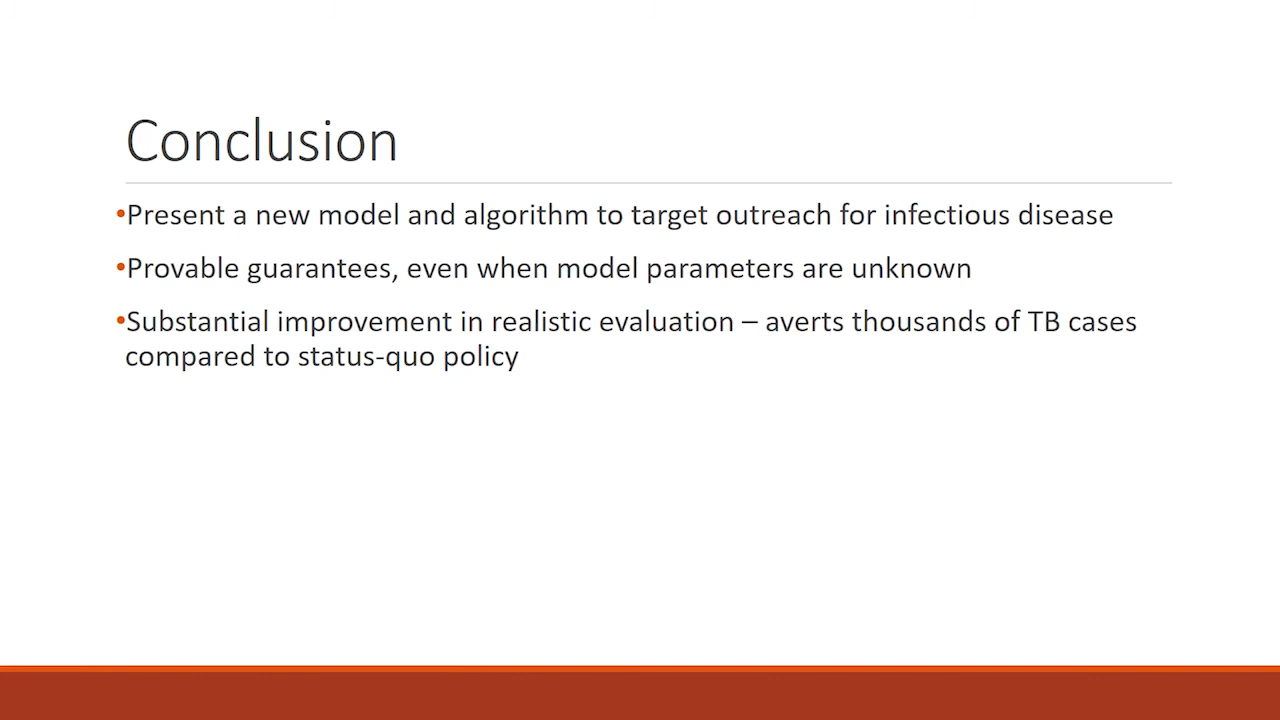 Conclusion
•Present a new model and algorithm to target outreach for infectious disease
•Provable guarantees, even when model parameters are unknown
•Substantial improvement in realistic evaluation – averts thousands of TB cases
compared to status-quo policy